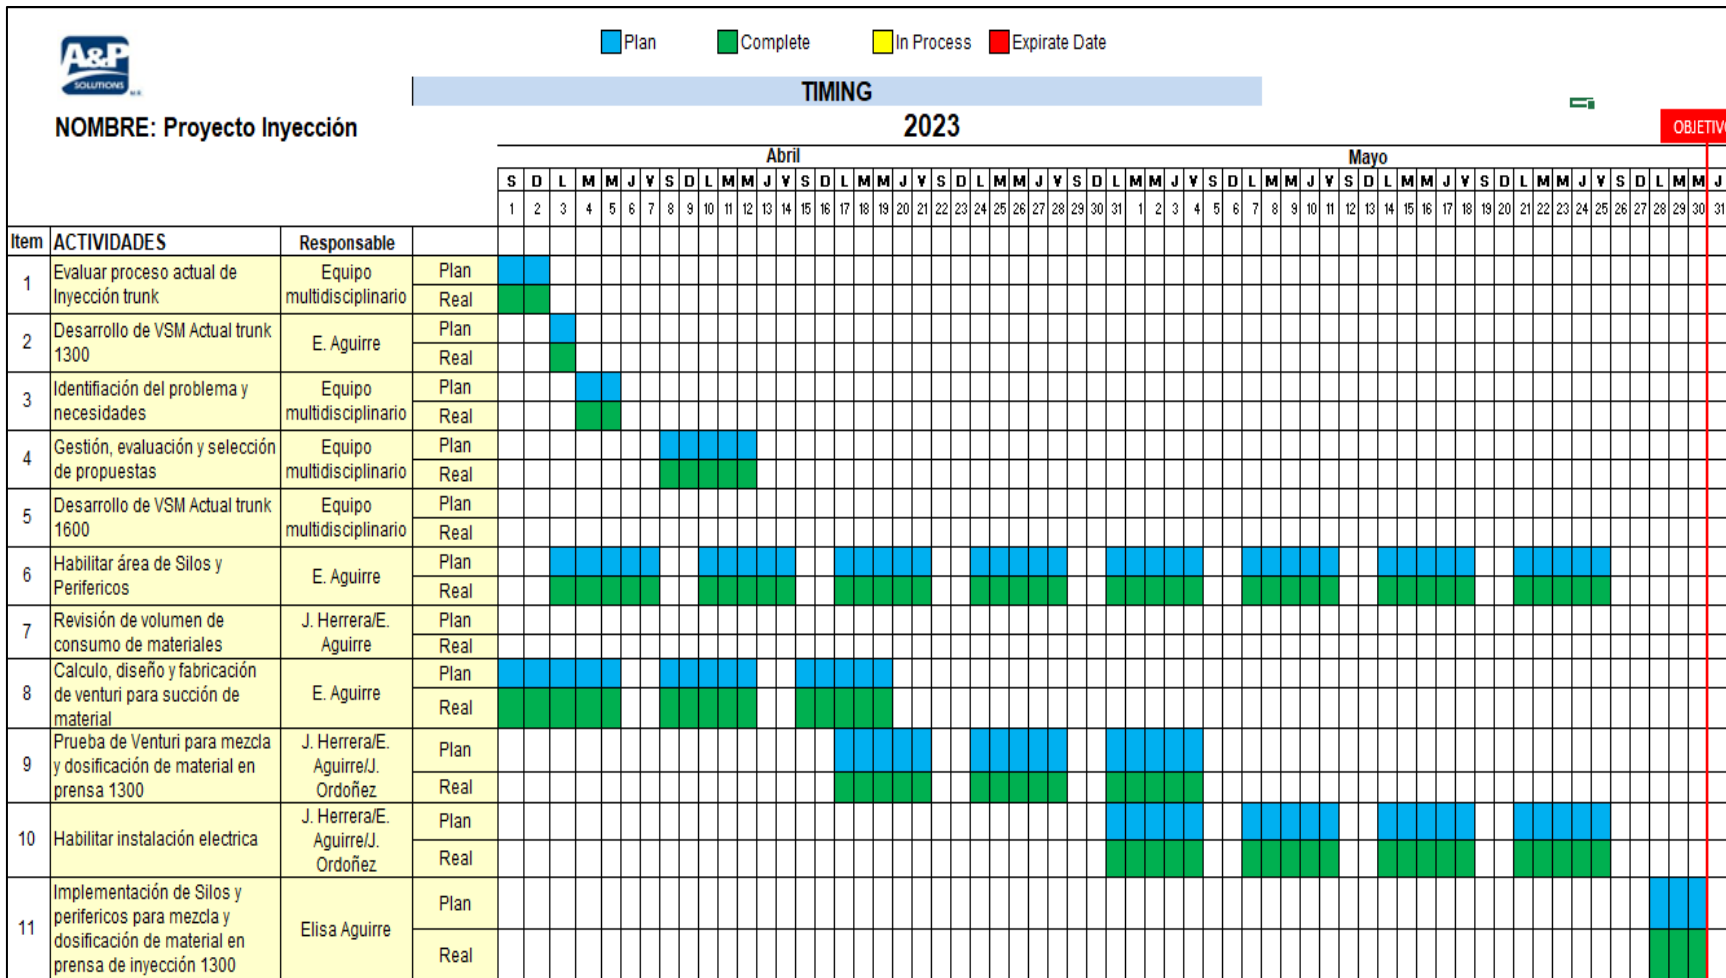 Plan Complete In Process Expirate Date
A&P
SOLUTIONS
TIMING
NOMBRE: Proyecto Inyección
2023
OBJETIVO
Abril Mayo
S D L M M J V S D L M M J V S D L M M J V S D L M M J V S D L M M J V S D L M M J V S D L M M J V S D L M M J V S D L M M J
1 2 3 4 5 6 7 8 9 10 11 12 13 14 15 16 17 18 19 20 21 22 23 24 25 26 27 28 29 30 31 1 2 3 4 5 6 7 8 9 10 11 12 13 14 15 16 17 18 19 20 21 22 23 24 25 26 27 28 29 30 31
Item ACTIVIDADES Responsable
1 Evaluar proceso actual de Equipo Plan
Inyección trunk multidisciplinario Real
2 Desarrollo de VSM Actual trunk E. Aguirre Plan
1300 Real
3 Identifiación del problema y Equipo Plan
necesidades multidisciplinario Real
4 Gestión, evaluación y selección Equipo Plan
de propuestas multidisciplinario Real
5 Desarrollo de VSM Actual trunk Equipo Plan
1600 multidisciplinario Real
6 Habilitar área de Silos y E. Aguirre Plan
Perifericos Real
7 Revisión de volumen de J. Herrera/E. Plan
consumo de materiales Aguirre Real
8 Calculo, diseño y fabricación Plan
de venturi para succión de E. Aguirre
material Real
9 Prueba de Venturi para mezcla J. Herrera/E. Plan
y dosificación de material en Aguirre/J.
prensa 1300 Ordoñez Real
10 Habilitar instalación electrica J. Herrera/E. Plan
Aguirre/J.
Ordoñez Real
11 Implementación de Silos y Plan
perifericos para mezcla y Elisa Aguirre
dosificación de material en
prensa de inyección 1300 Real